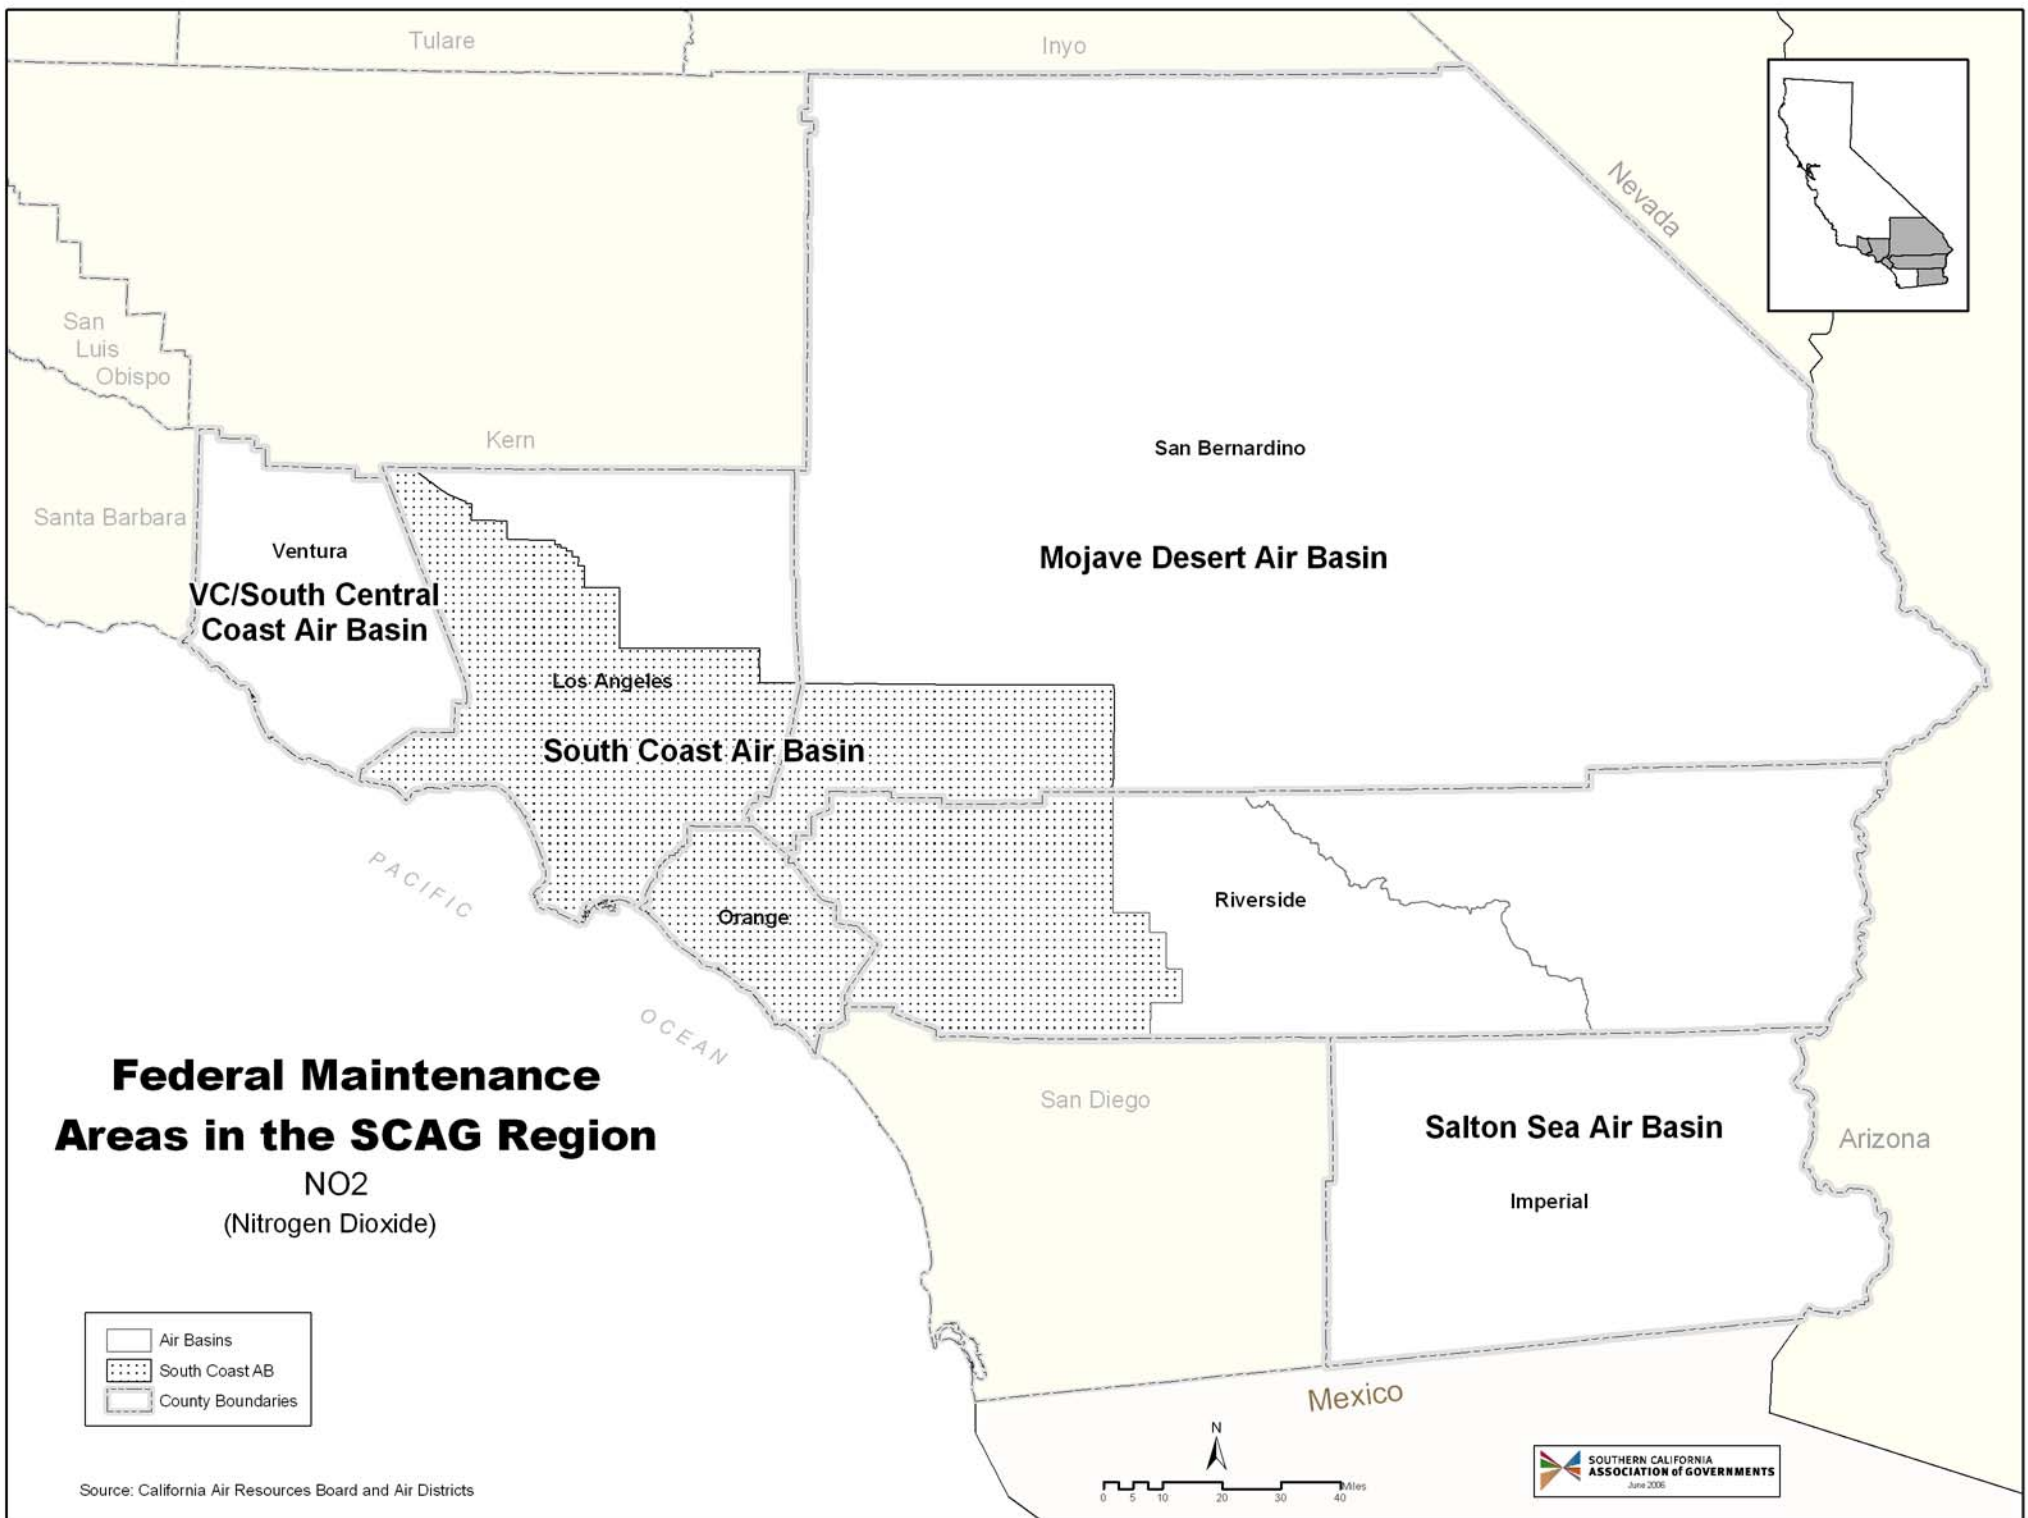 Tulare
Inyo
Nevada
San
Luis
Obispo
Kern
San Bernardino
Santa Barbara
Ventura
VC/South Central
Coast Air Basin
Mojave Desert Air Basin
Los Angeles
South Coast Air Basin
PACIFIC
OCEAN
Orange
Riverside
Federal Maintenance
Areas in the SCAG Region
NO2
(Nitrogen Dioxide)
San Diego
Salton Sea Air Basin
Imperial
Arizona
Mexico
Air Basins
South Coast AB
County Boundaries
Source: California Air Resources Board and Air Districts
N
Miles
0 5 10 20 30 40
SOUTHERN CALIFORNIA
ASSOCIATION of GOVERNMENTS
June 2006